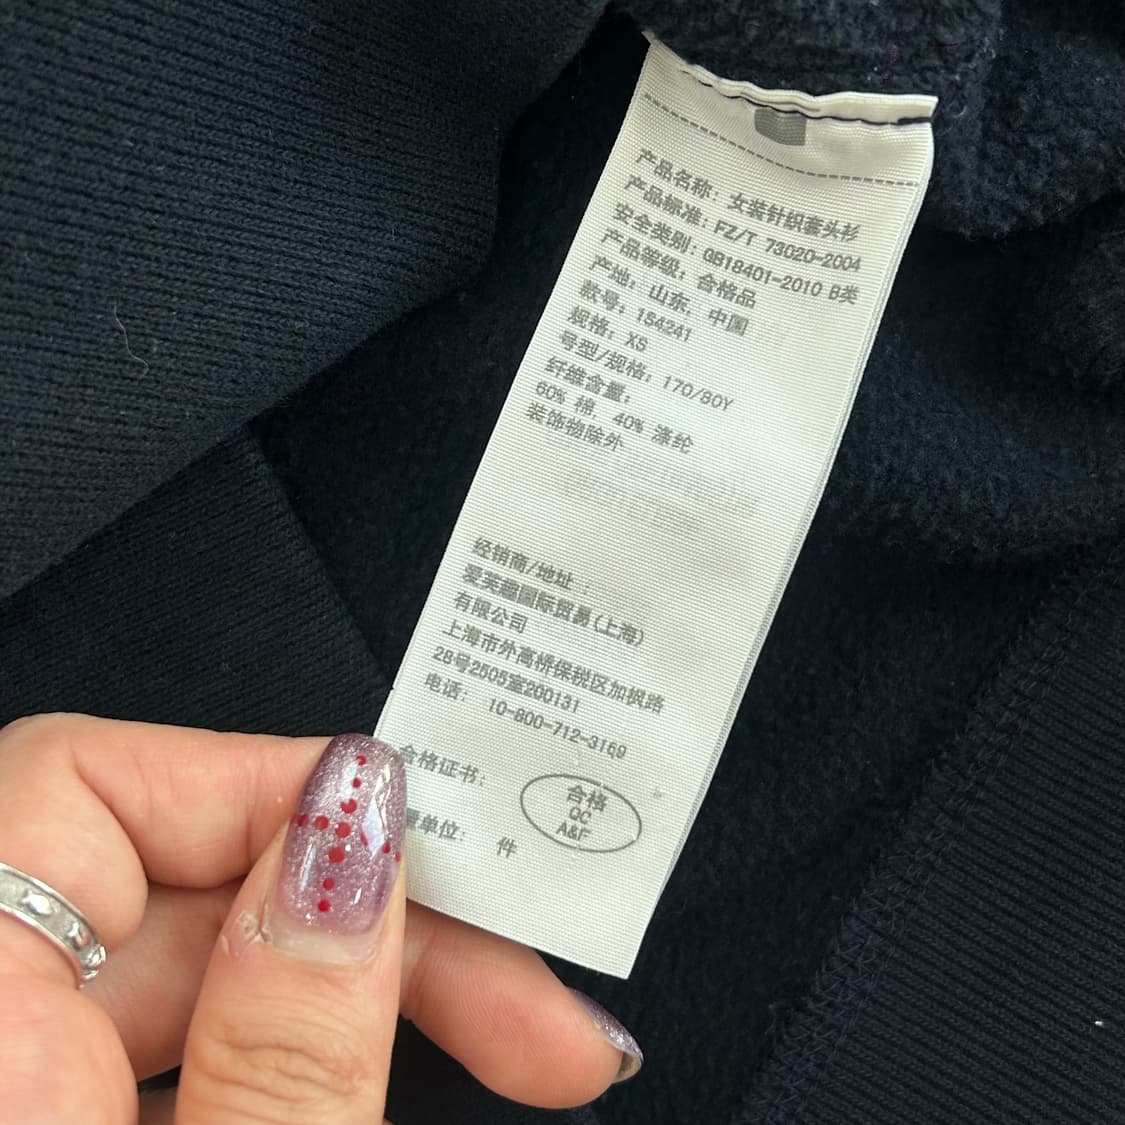 产品名称: 女装针织套头衫
产品标准: FZ/T 73020-2004
安全类别: GB18401-2010 B类
产品等级: 合格品
产地: 山东, 中国
款号: 154241
规格: XS
号型/规格: 170/80Y
纤维含量:
60% 棉, 40% 涤纶
装饰物除外
经销商/地址 :
国际贸易(上海)
有限公司
上海市外高桥保税区加枫路
28号2505室200131
电话: 10-800-712-3169
合格证书:
合格
QC
A&F
量单位: 件